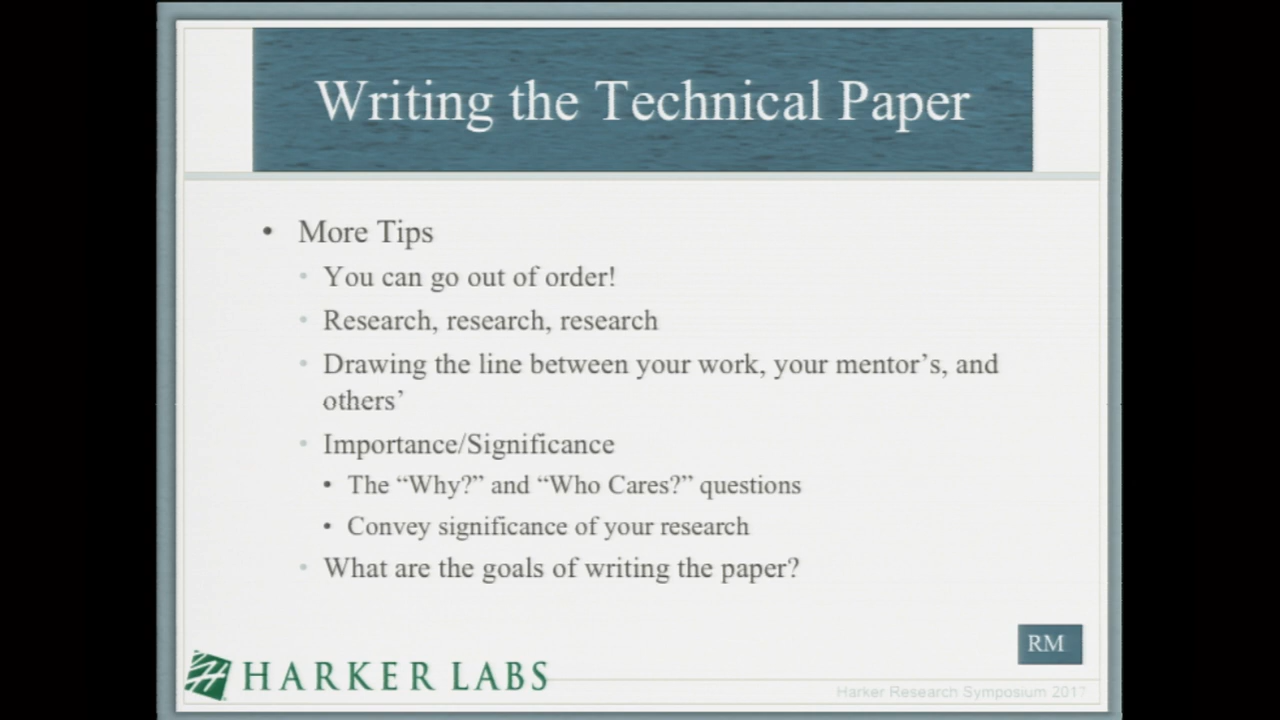 Writing the Technical Paper
• More Tips
• You can go out of order!
• Research, research, research
• Drawing the line between your work, your mentor’s, and
others’
• Importance/Significance
• The “Why?” and “Who Cares?” questions
• Convey significance of your research
• What are the goals of writing the paper?
RM
HARKER LABS
Harker Research Symposium 2017